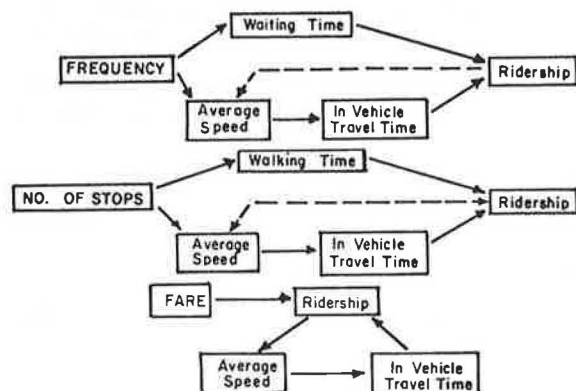 Waiting Time
FREQUENCY
Ridership
Average
Speed
In Vehicle
Travel Time
Walking Time
NO. OF STOPS
Ridership
Average
Speed
In Vehicle
Travel Time
FARE
Ridership
Average
Speed
In Vehicle
Travel Time